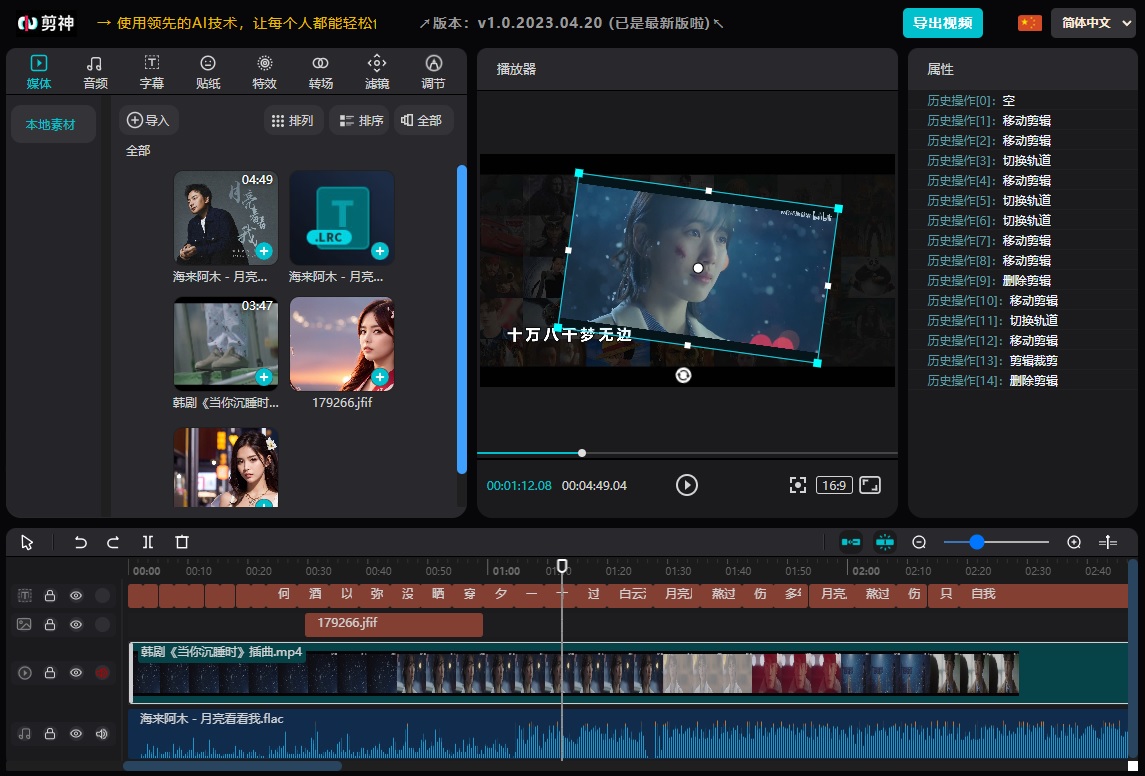 剪神
→ 使用领先的AI技术，让每个人都能轻松
↗版本：v1.0.2023.04.20 (已是最新版啦)↖
导出视频
简体中文
媒体 音频 字幕 贴纸 特效 转场 滤镜 调节
本地素材
导入 排列 排序 全部
全部
04:49
月亮看看我
T
.LRC
海来阿木 - 月亮...
海来阿木 - 月亮...
03:47
韩剧《当你沉睡时...
179266.jfif
播放器
十万八千梦无边
00:01:12.08 00:04:49.04
16:9
属性
历史操作[0]: 空
历史操作[1]: 移动剪辑
历史操作[2]: 移动剪辑
历史操作[3]: 切换轨道
历史操作[4]: 移动剪辑
历史操作[5]: 切换轨道
历史操作[6]: 切换轨道
历史操作[7]: 移动剪辑
历史操作[8]: 移动剪辑
历史操作[9]: 删除剪辑
历史操作[10]: 移动剪辑
历史操作[11]: 切换轨道
历史操作[12]: 移动剪辑
历史操作[13]: 剪辑裁剪
历史操作[14]: 删除剪辑
00:00 00:10 00:20 00:30 00:40 00:50 01:00 01:20 01:30 01:40 01:50 02:00 02:10 02:20 02:30 02:40
何 酒 以 弥 没 晒 穿 夕 一 十 过 白云 月亮 熬过 伤 多 月亮 熬过 伤 只 自我
179266.jfif
韩剧《当你沉睡时》插曲.mp4
海来阿木 - 月亮看看我.flac